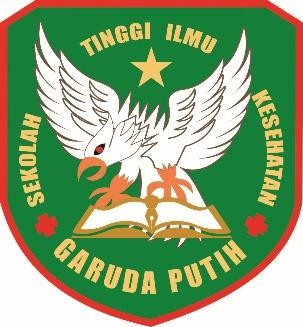 SEKOLAH TINGGI ILMU KESEHATAN
GARUDA PUTIH